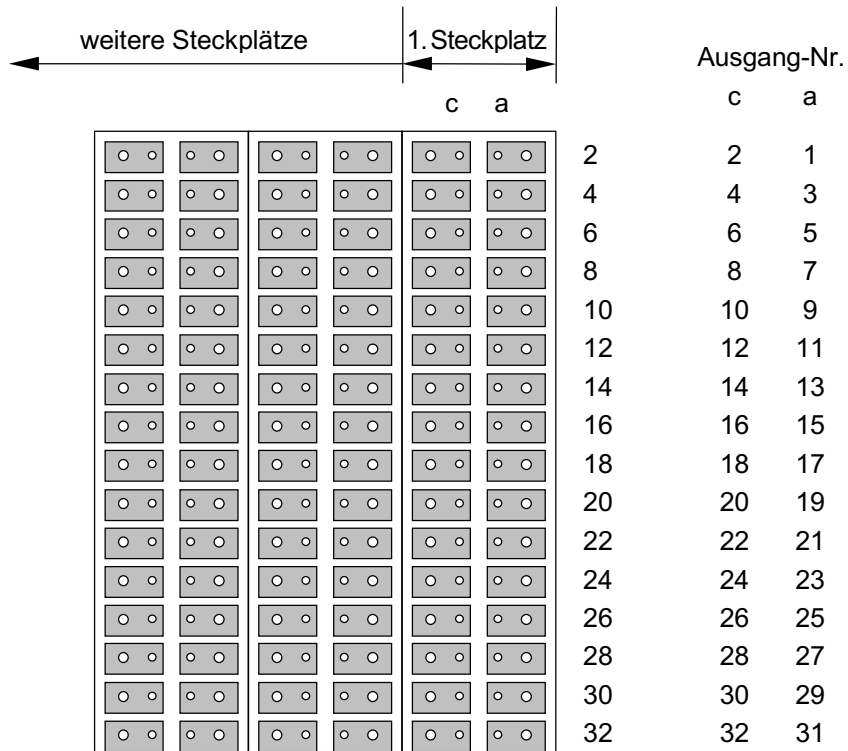 weitere Steckplätze 1. Steckplatz
Ausgang-Nr.
c a c a
2 2 1
4 4 3
6 6 5
8 8 7
10 10 9
12 12 11
14 14 13
16 16 15
18 18 17
20 20 19
22 22 21
24 24 23
26 26 25
28 28 27
30 30 29
32 32 31